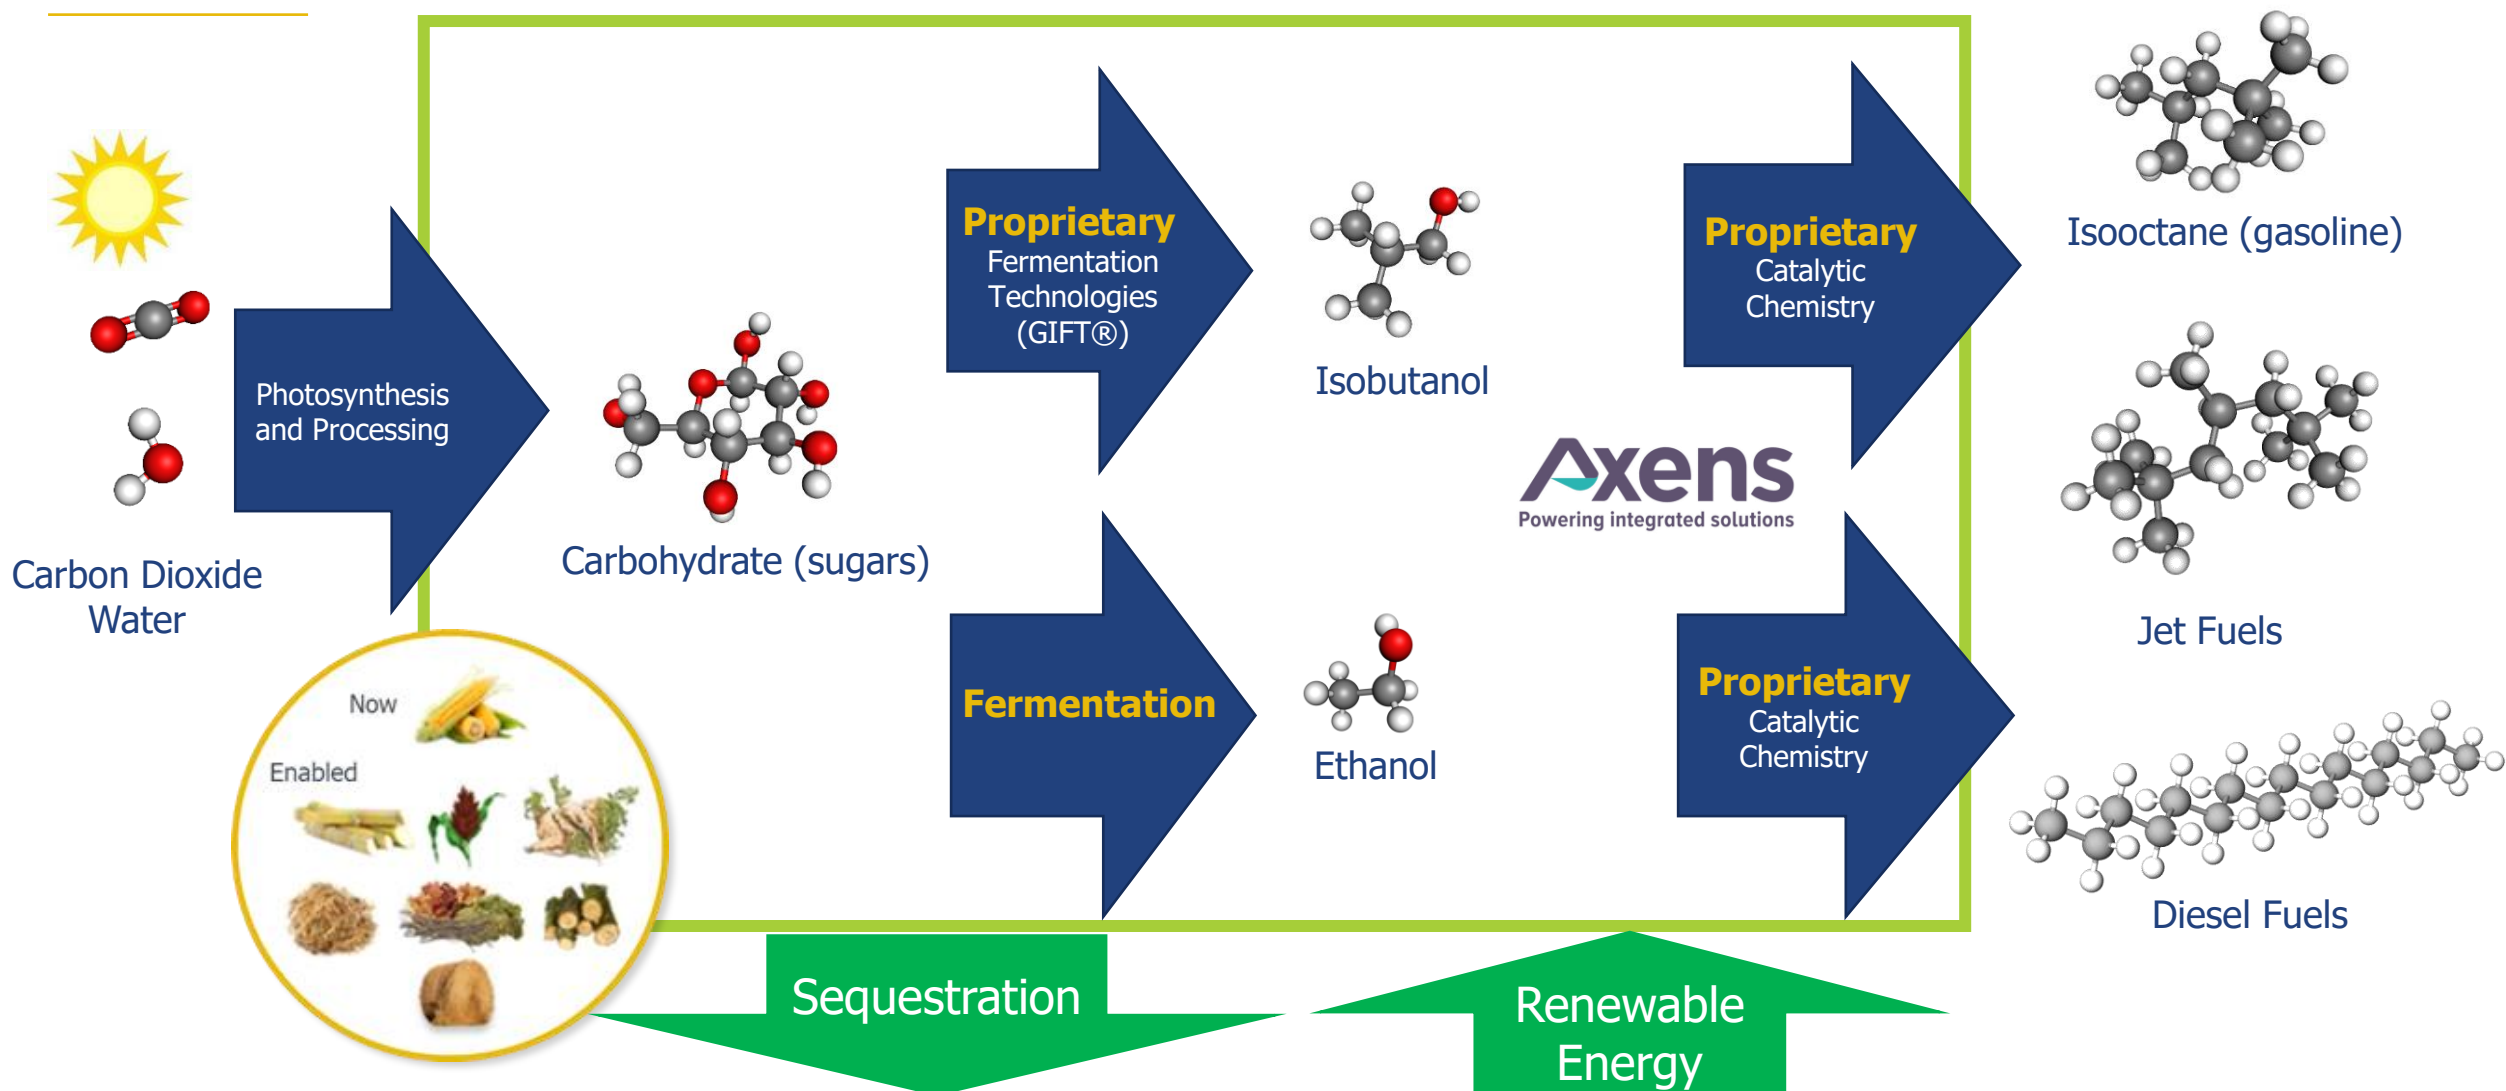 Carbon Dioxide
Water
Photosynthesis
and Processing
Now
Enabled
Carbohydrate (sugars)
Proprietary
Fermentation
Technologies
(GIFT®)
Isobutanol
Proprietary
Catalytic
Chemistry
Axens
Powering integrated solutions
Fermentation
Ethanol
Proprietary
Catalytic
Chemistry
Isooctane (gasoline)
Jet Fuels
Diesel Fuels
Sequestration
Renewable
Energy